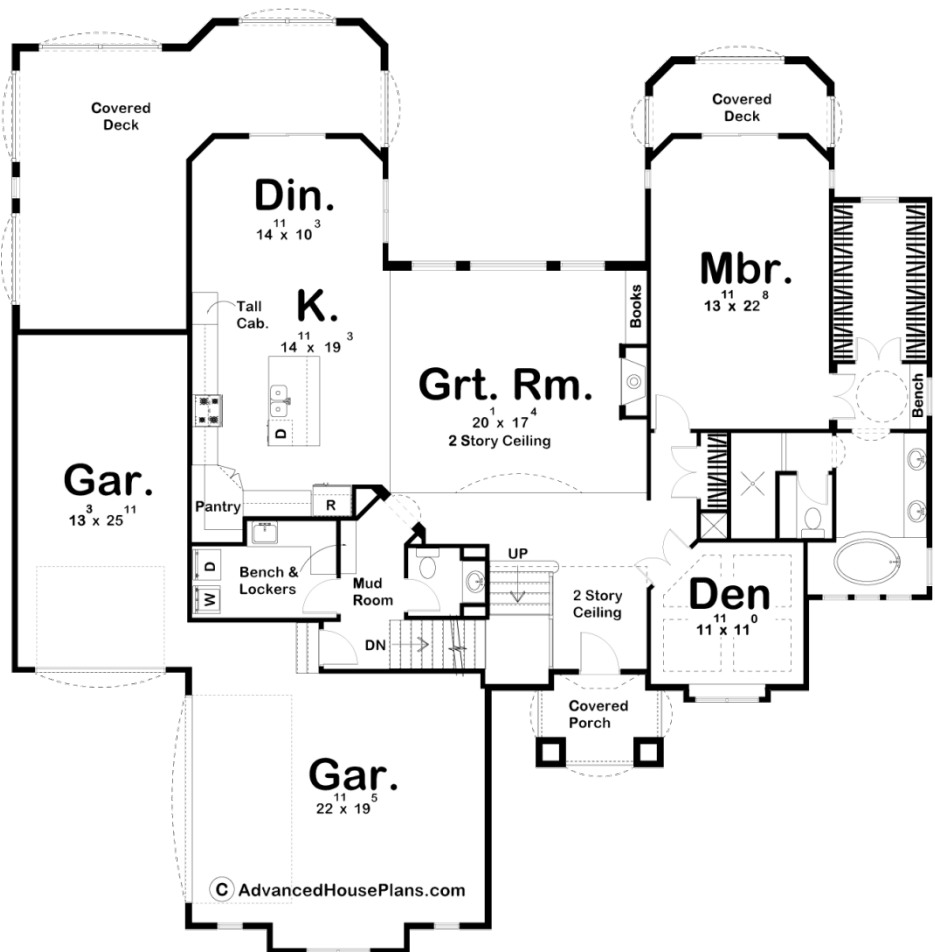 Covered
Deck
Covered
Deck
Din.
14 11 x 10 3
Mbr.
13 11 x 22 8
Books
Tall
Cab.
K.
14 11 x 19 3
Grt. Rm.
20 1 x 17 4
2 Story Ceiling
Bench
D
Gar.
13 3 x 25 11
Pantry
R
D
W
Bench &
Lockers
Mud
Room
UP
2 Story
Ceiling
Den
11 11 x 11 0
DN
Covered
Porch
Gar.
22 11 x 19 5
C AdvancedHousePlans.com